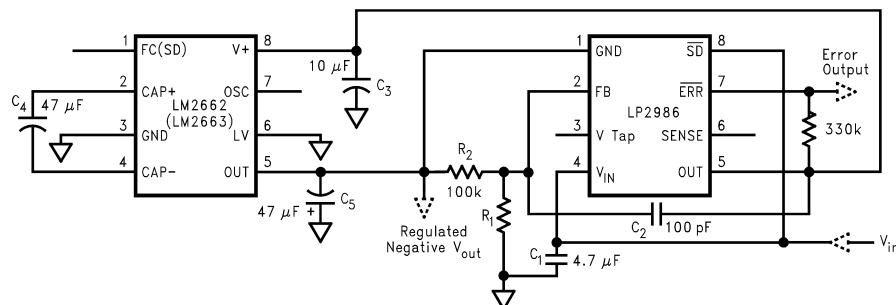 1
FC(SD)
V+
8
2
CAP+
OSC
7
LM2662
(LM2663)
3
GND
LV
6
4
CAP-
OUT
5
C4
47 μF
10 μF
C3
47 μF
+
C5
R2
100k
R1
Regulated
Negative Vout
1
GND
SD
8
2
FB
ERR
7
LP2986
3
V Tap
SENSE
6
4
VIN
OUT
5
Error
Output
330k
C2
100 pF
C1
4.7 μF
Vin